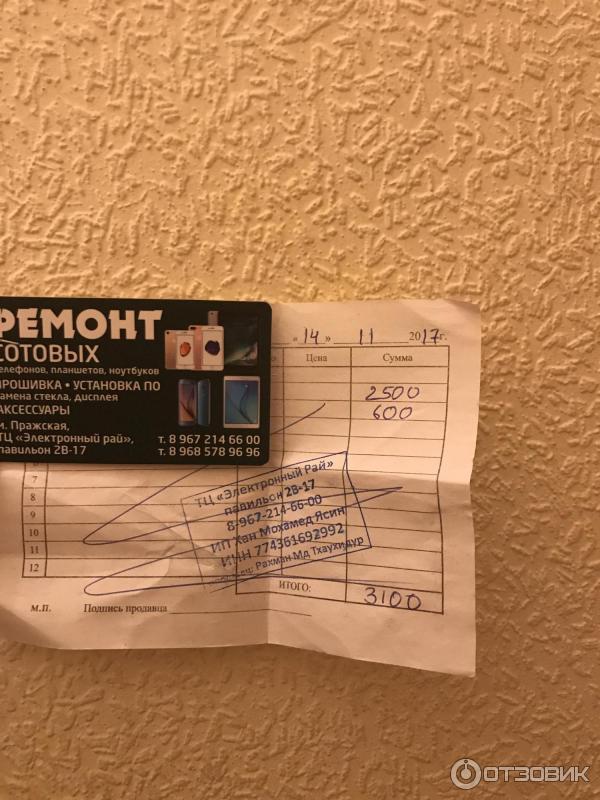 РЕМОНТ
СОТОВЫХ
телефонов, планшетов, ноутбуков
ПРОШИВКА • УСТАНОВКА ПО
замена стекла, дисплея
АКСЕССУАРЫ
м. Пражская,
ТЦ «Электронный рай»,
павильон 2В-17
т. 8 967 214 66 00
т. 8 968 578 96 96
« 14 » 11 2017г.
Цена Сумма
2500
600
7
8
9
10
11
12
ТЦ «Электронный Рай»
павильон 2В-17
8-967-214-66-00
ИП Хан Мохамед Ясин
ИНН 774361692992
Рахман Мд Тхаухидур
ИТОГО: 3100
М.П. Подпись продавца
ОТЗОВИК